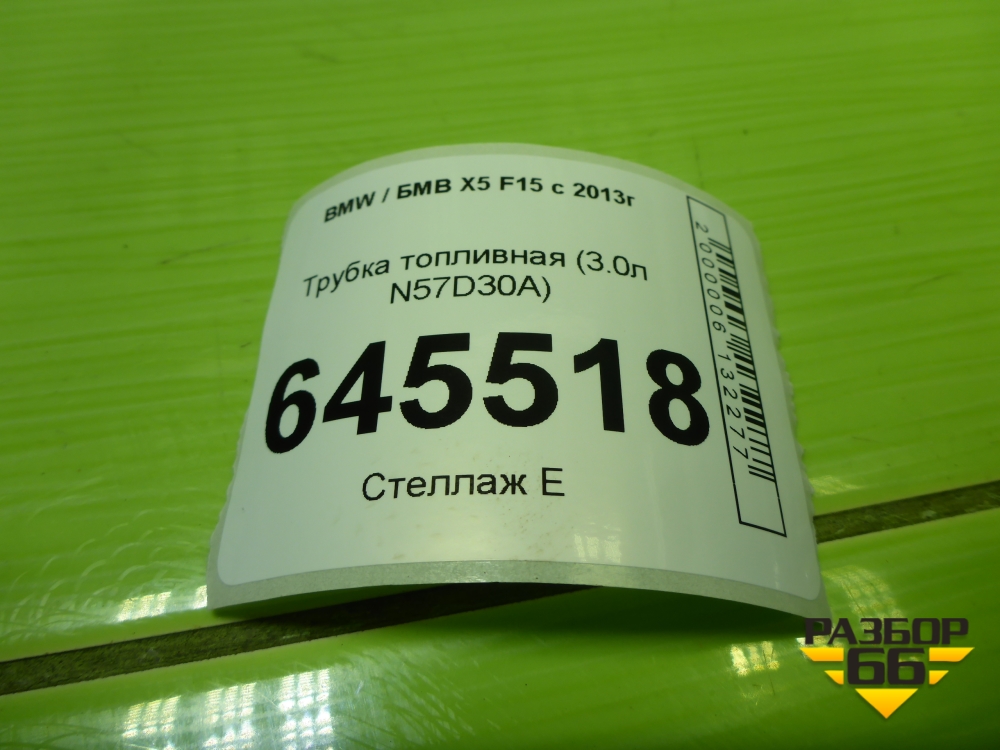 BMW / БМВ X5 F15 с 2013г
Трубка топливная (3.0л
N57D30A)
645518
Стеллаж Е
2000006132277
РАЗБОР
66